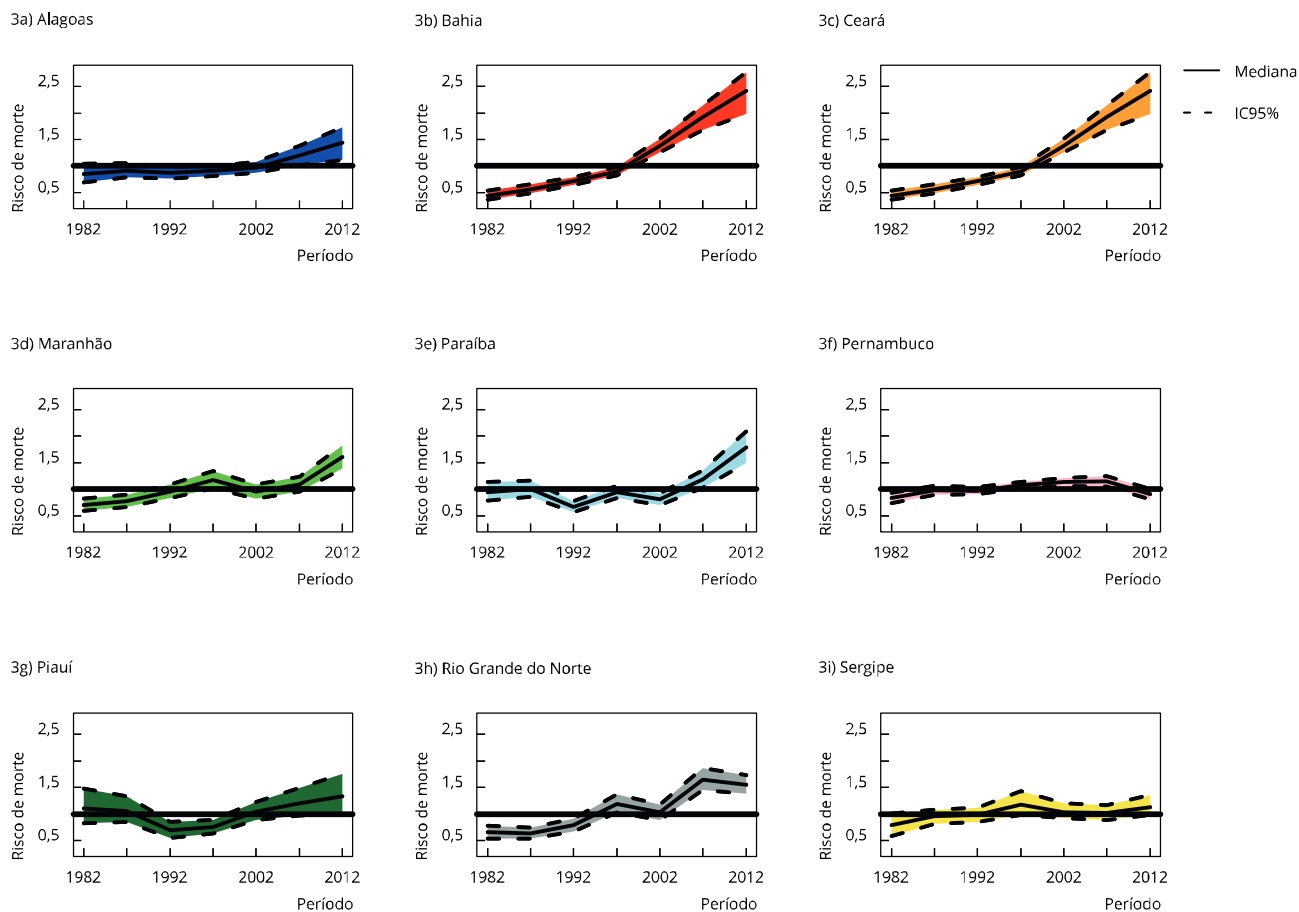 3a) Alagoas
2,5
1,5
0,5
Risco de morte
1982 1992 2002 2012
Período
3b) Bahia
2,5
1,5
0,5
Risco de morte
1982 1992 2002 2012
Período
3c) Ceará
2,5
1,5
0,5
Risco de morte
1982 1992 2002 2012
Período
Mediana
IC95%
3d) Maranhão
2,5
1,5
0,5
Risco de morte
1982 1992 2002 2012
Período
3e) Paraíba
2,5
1,5
0,5
Risco de morte
1982 1992 2002 2012
Período
3f) Pernambuco
2,5
1,5
0,5
Risco de morte
1982 1992 2002 2012
Período
3g) Piauí
2,5
1,5
0,5
Risco de morte
1982 1992 2002 2012
Período
3h) Rio Grande do Norte
2,5
1,5
0,5
Risco de morte
1982 1992 2002 2012
Período
3i) Sergipe
2,5
1,5
0,5
Risco de morte
1982 1992 2002 2012
Período